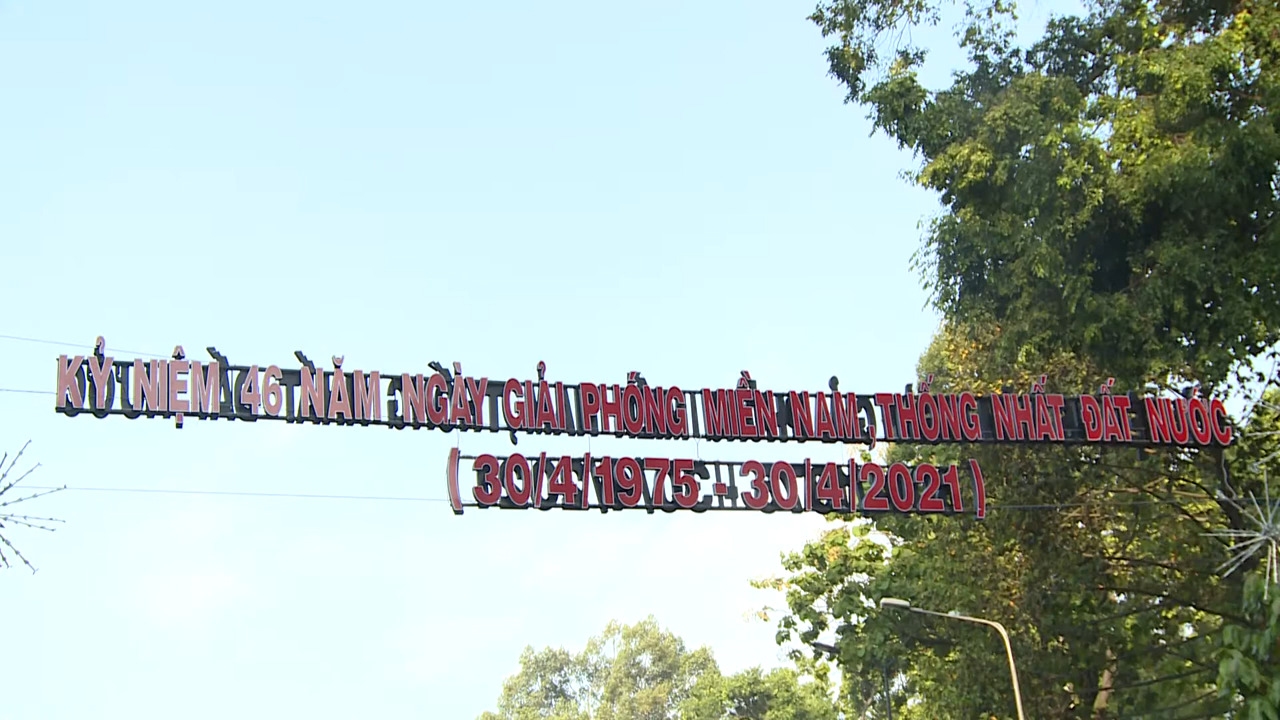 KỶ NIỆM 46 NĂM NGÀY GIẢI PHÓNG MIỀN NAM, THỐNG NHẤT ĐẤT NƯỚC
(30/4/1975 - 30/4/2021)